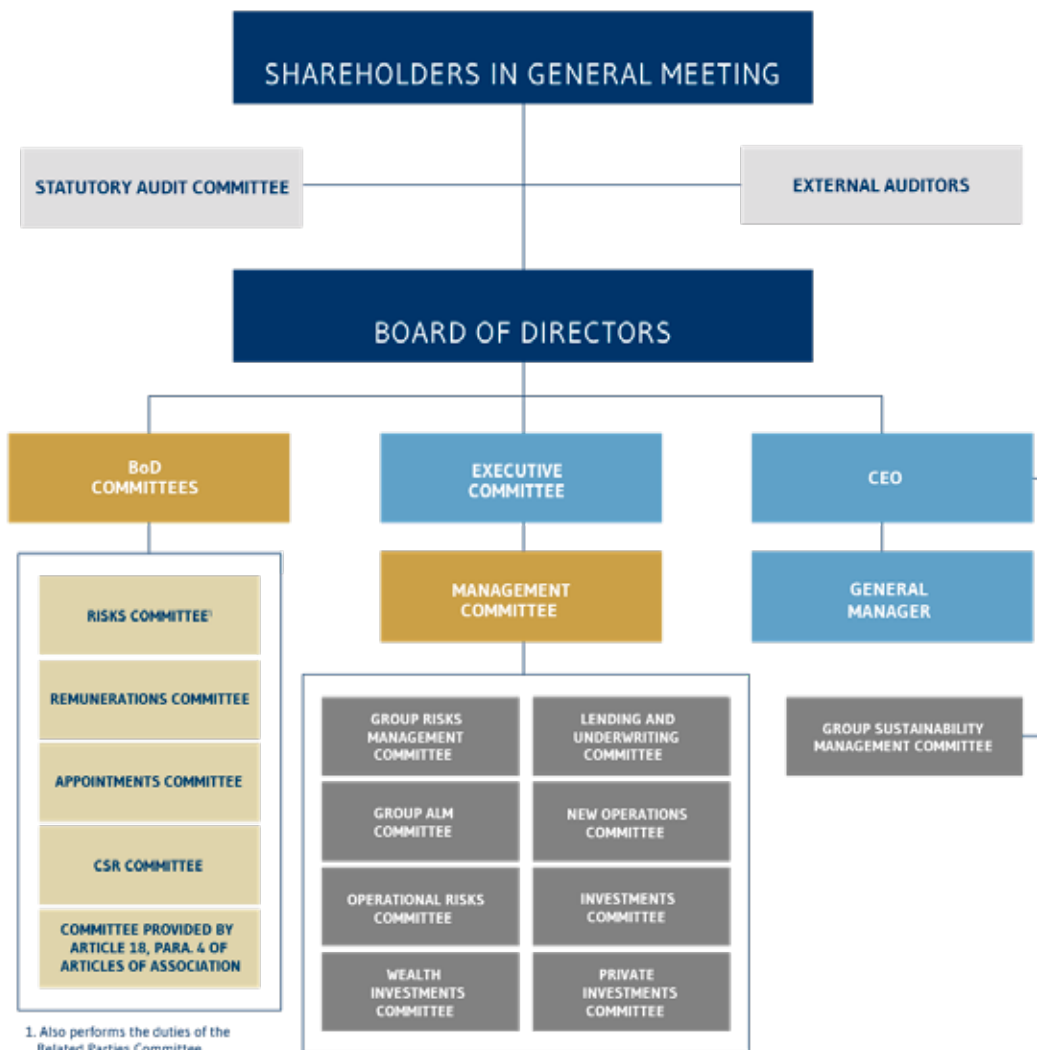 SHAREHOLDERS IN GENERAL MEETING
STATUTORY AUDIT COMMITTEE
EXTERNAL AUDITORS
BOARD OF DIRECTORS
BoD
COMMITTEES
EXECUTIVE
COMMITTEE
CEO
MANAGEMENT
COMMITTEE
GENERAL
MANAGER
RISKS COMMITTEE¹
REMUNERATIONS COMMITTEE
APPOINTMENTS COMMITTEE
CSR COMMITTEE
COMMITTEE PROVIDED BY
ARTICLE 18, PARA. 4 OF
ARTICLES OF ASSOCIATION
GROUP RISKS
MANAGEMENT
COMMITTEE
LENDING AND
UNDERWRITING
COMMITTEE
GROUP ALM
COMMITTEE
NEW OPERATIONS
COMMITTEE
OPERATIONAL RISKS
COMMITTEE
INVESTMENTS
COMMITTEE
WEALTH
INVESTMENTS
COMMITTEE
PRIVATE
INVESTMENTS
COMMITTEE
GROUP SUSTAINABILITY
MANAGEMENT COMMITTEE
1. Also performs the duties of the
Related Parties Committee